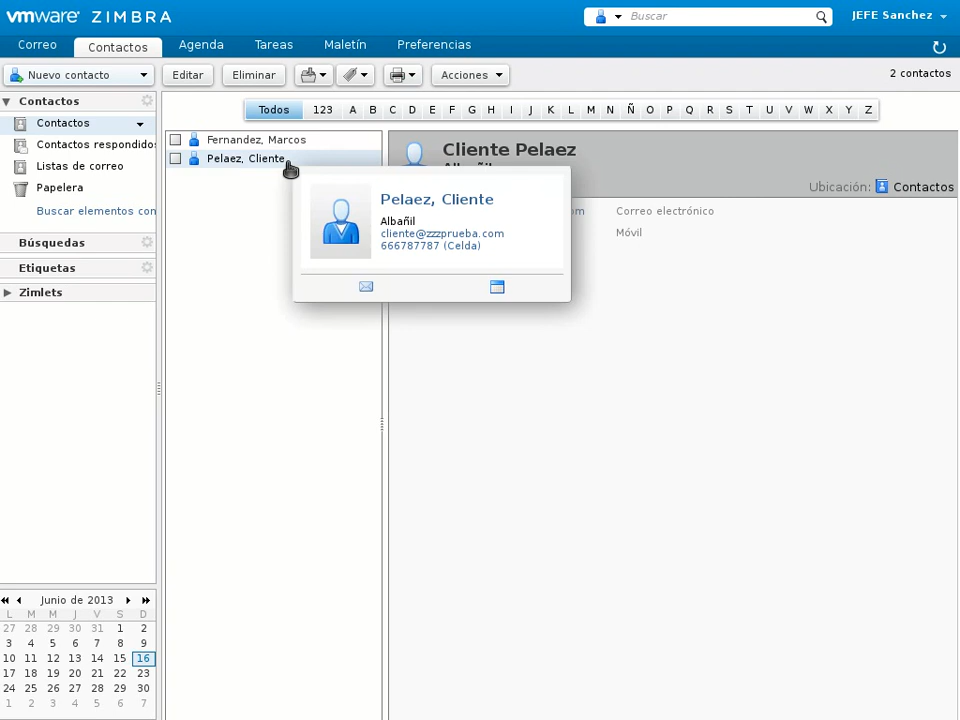 vmware ZIMBRA
Buscar
JEFE Sanchez
Correo
Contactos
Agenda
Tareas
Maletín
Preferencias
Nuevo contacto
Editar
Eliminar
Acciones
2 contactos
Contactos
Contactos
Contactos respondidos
Listas de correo
Papelera
Buscar elementos con
Búsquedas
Etiquetas
Zimlets
Todos 123 A B C D E F G H I J K L M N Ñ O P Q R S T U V W X Y Z
Fernandez, Marcos
Pelaez, Cliente
Cliente Pelaez
Albañil
Ubicación: Contactos
om Correo electrónico
Móvil
Pelaez, Cliente
Albañil
cliente@zzzprueba.com
666787787 (Celda)
Junio de 2013
L M M J V S D
27 28 29 30 31 1 2
3 4 5 6 7 8 9
10 11 12 13 14 15 16
17 18 19 20 21 22 23
24 25 26 27 28 29 30
1 2 3 4 5 6 7